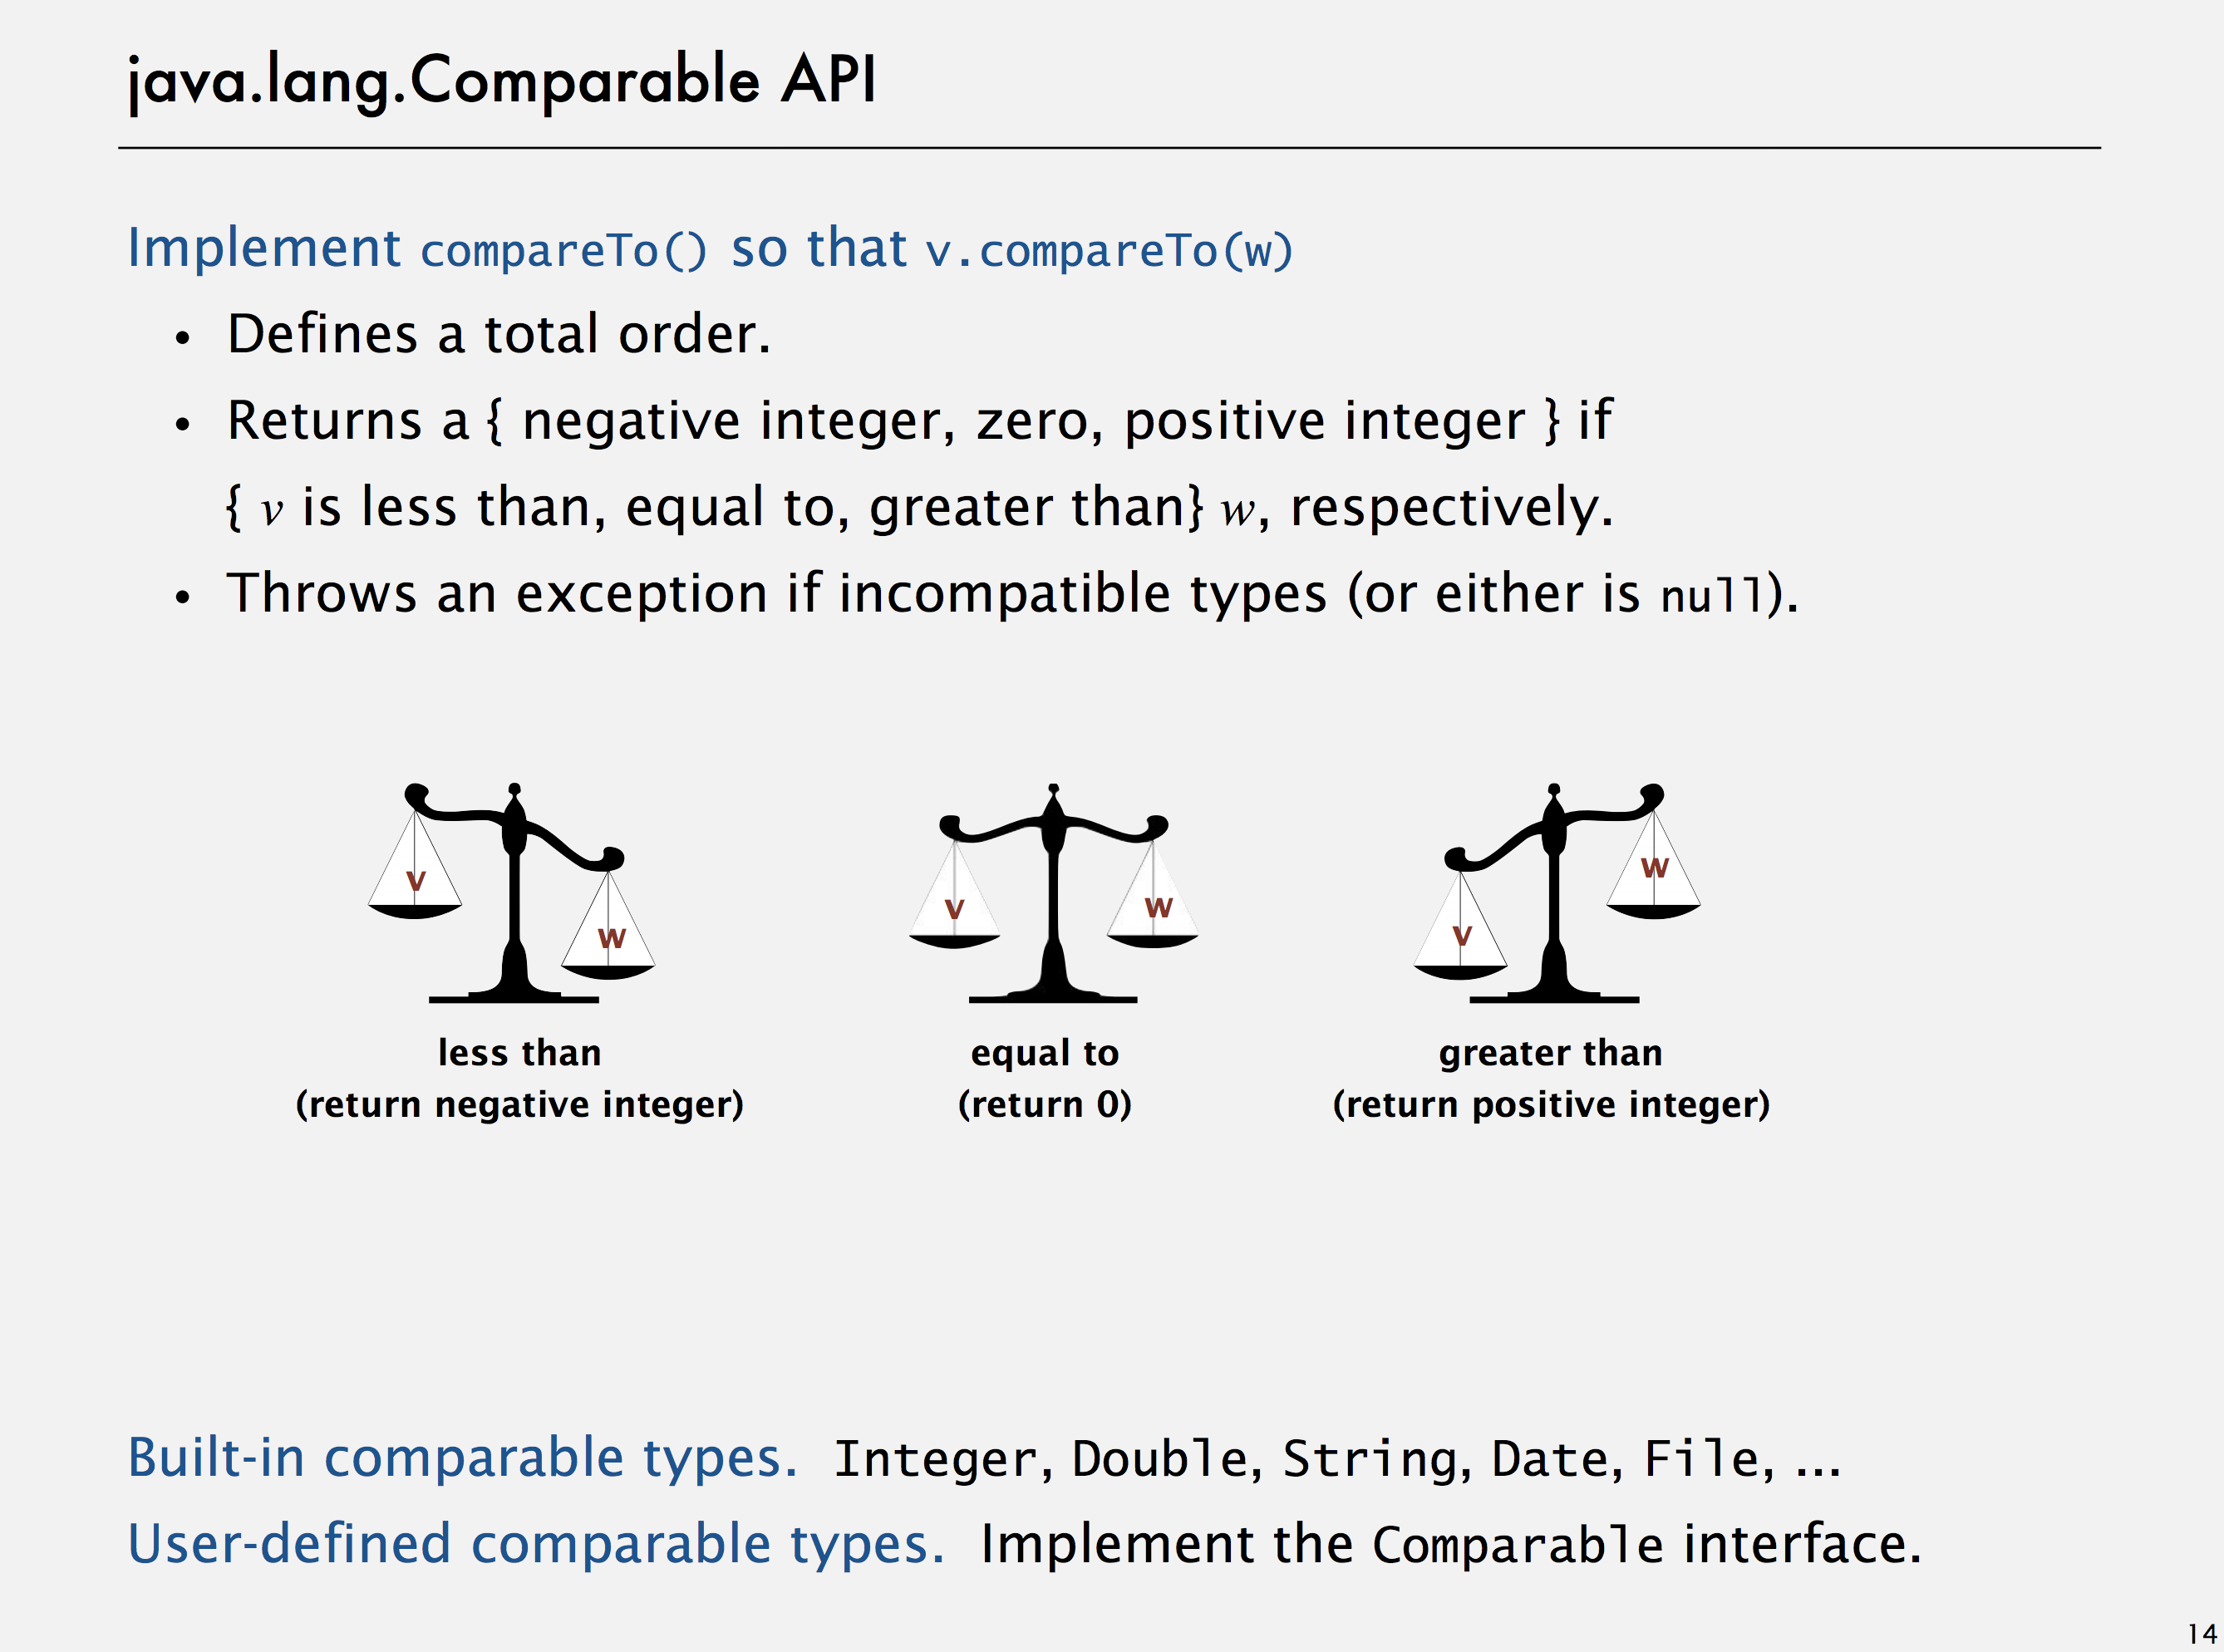 java.lang.Comparable API
Implement compareTo() so that v.compareTo(w)
• Defines a total order.
• Returns a { negative integer, zero, positive integer } if
{ v is less than, equal to, greater than} w, respectively.
• Throws an exception if incompatible types (or either is null).
v
w
v
w
v
w
less than
(return negative integer)
equal to
(return 0)
greater than
(return positive integer)
Built-in comparable types. Integer, Double, String, Date, File, ...
User-defined comparable types. Implement the Comparable interface.
14